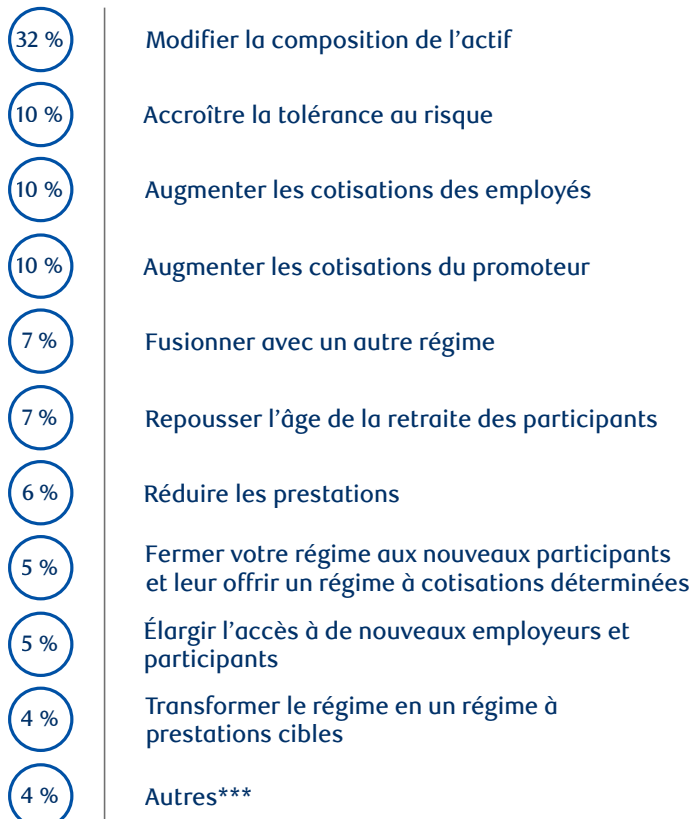 32 % Modifier la composition de l’actif
10 % Accroître la tolérance au risque
10 % Augmenter les cotisations des employés
10 % Augmenter les cotisations du promoteur
7 % Fusionner avec un autre régime
7 % Repousser l’âge de la retraite des participants
6 % Réduire les prestations
5 % Fermer votre régime aux nouveaux participants
et leur offrir un régime à cotisations déterminées
5 % Élargir l’accès à de nouveaux employeurs et
participants
4 % Transformer le régime en un régime à
prestations cibles
4 % Autres***